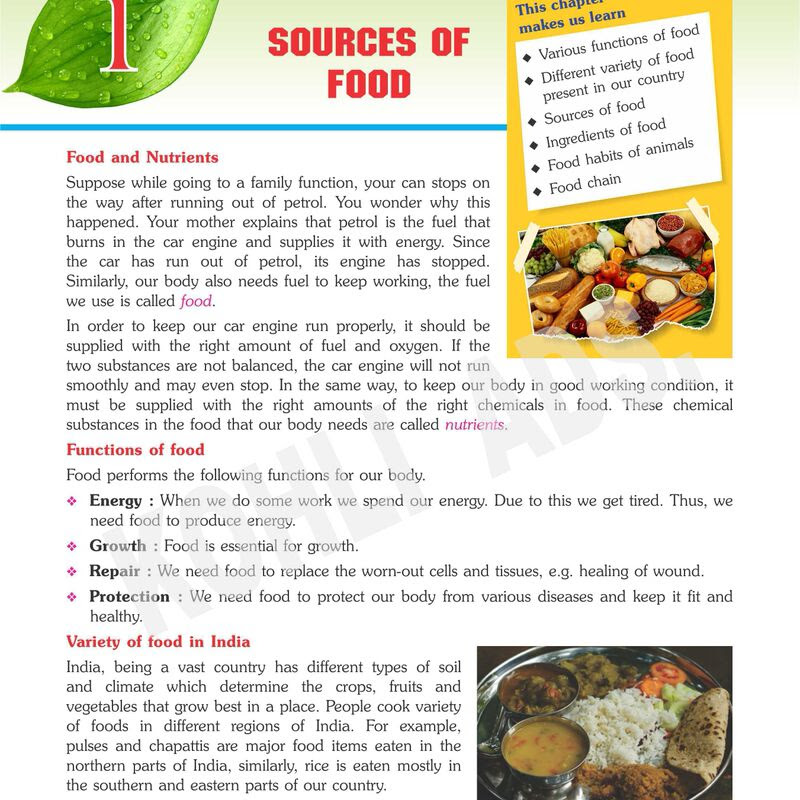 1
SOURCES OF
FOOD
This chapter
makes us learn
◆ Various functions of food
◆ Different variety of food
present in our country
◆ Sources of food
◆ Ingredients of food
◆ Food habits of animals
◆ Food chain
Food and Nutrients
Suppose while going to a family function, your can stops on
the way after running out of petrol. You wonder why this
happened. Your mother explains that petrol is the fuel that
burns in the car engine and supplies it with energy. Since
the car has run out of petrol, its engine has stopped.
Similarly, our body also needs fuel to keep working, the fuel
we use is called food.
In order to keep our car engine run properly, it should be
supplied with the right amount of fuel and oxygen. If the
two substances are not balanced, the car engine will not run
smoothly and may even stop. In the same way, to keep our body in good working condition, it
must be supplied with the right amounts of the right chemicals in food. These chemical
substances in the food that our body needs are called nutrients.
Functions of food
Food performs the following functions for our body.
❖ Energy : When we do some work we spend our energy. Due to this we get tired. Thus, we
need food to produce energy.
❖ Growth : Food is essential for growth.
❖ Repair : We need food to replace the worn-out cells and tissues, e.g. healing of wound.
❖ Protection : We need food to protect our body from various diseases and keep it fit and
healthy.
Variety of food in India
India, being a vast country has different types of soil
and climate which determine the crops, fruits and
vegetables that grow best in a place. People cook variety
of foods in different regions of India. For example,
pulses and chapattis are major food items eaten in the
northern parts of India, similarly, rice is eaten mostly in
the southern and eastern parts of our country.
KOHLI ADS.